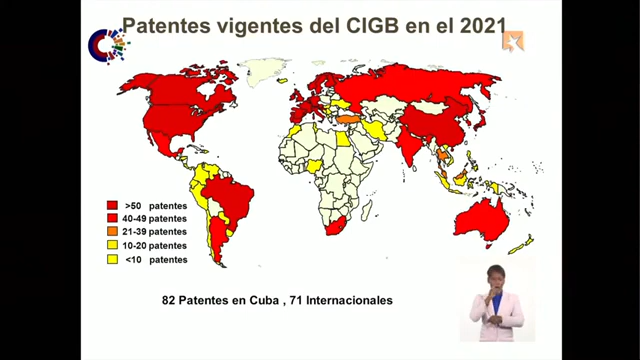 Patentes vigentes del CIGB en el 2021
>50 patentes
40-49 patentes
21-39 patentes
10-20 patentes
<10 patentes
82 Patentes en Cuba , 71 Internacionales